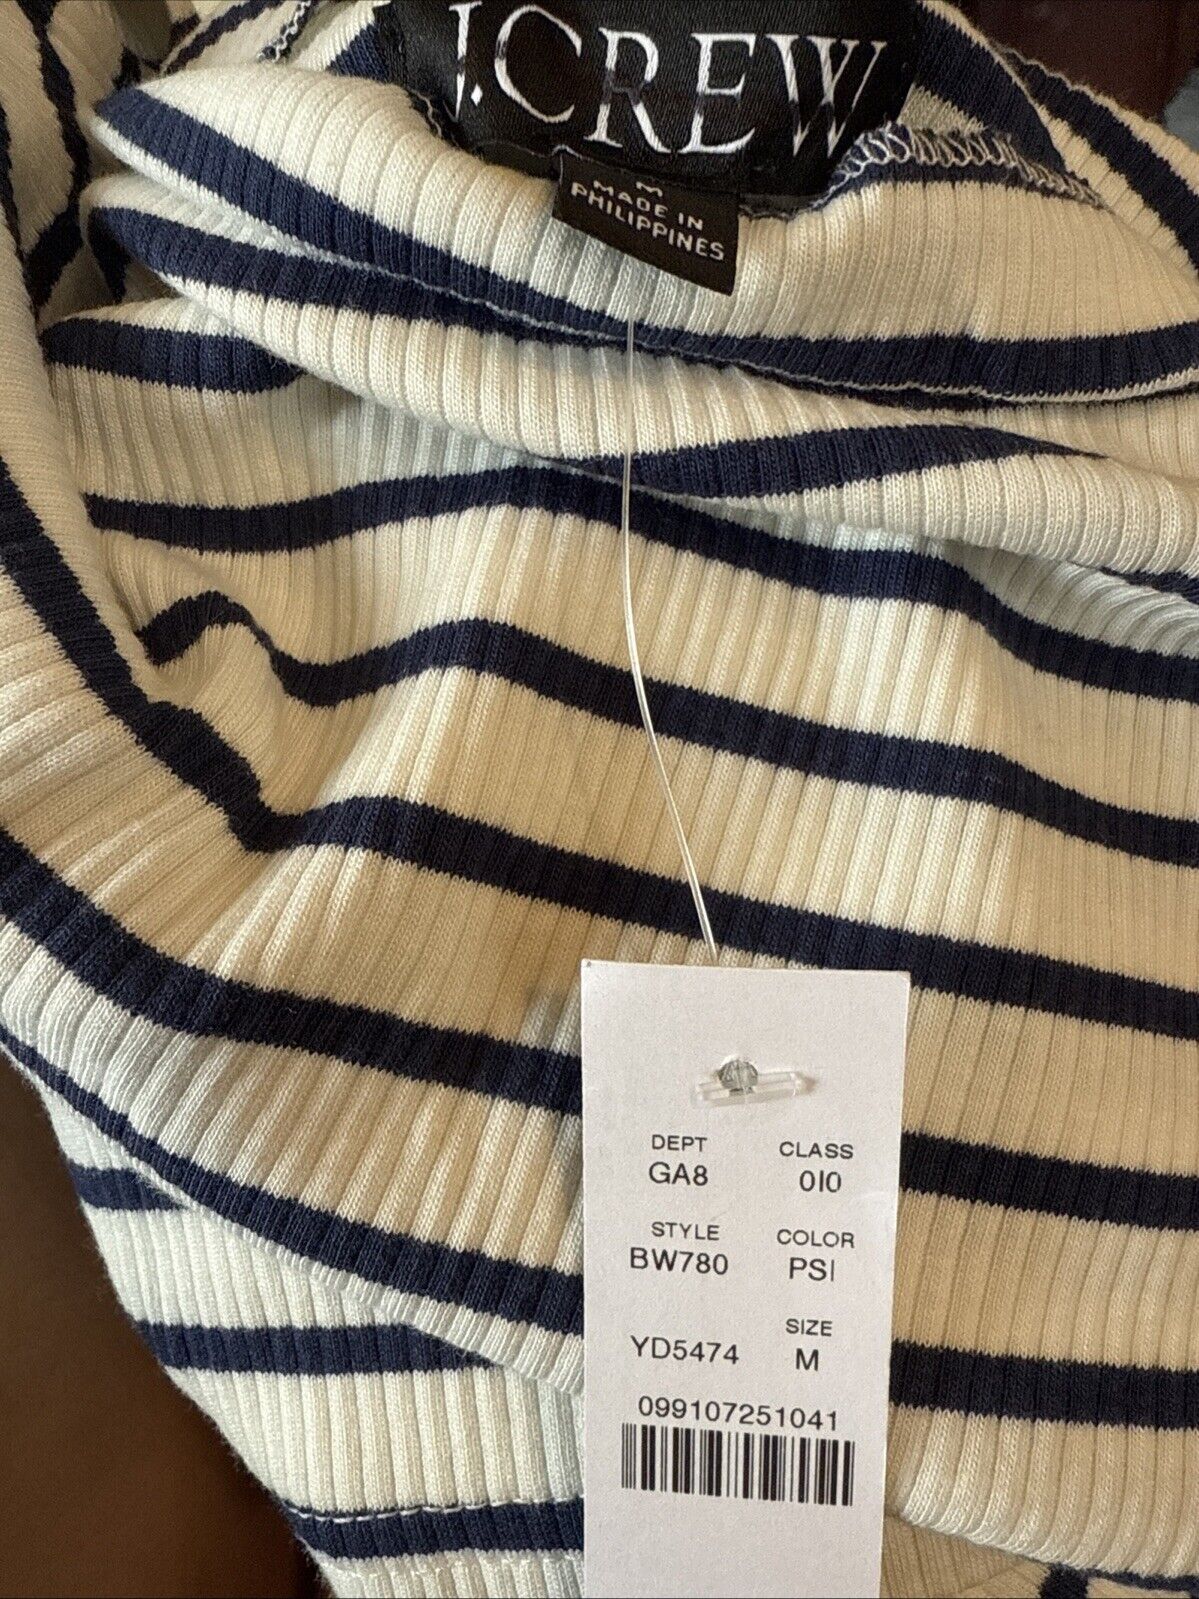 J.CREW
M
MADE IN
PHILIPPINES
DEPT CLASS
GA8 010
STYLE COLOR
BW780 PSI
SIZE
YD5474 M
099107251041